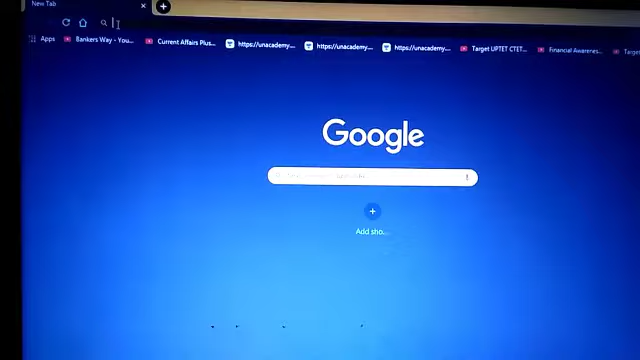 New Tab
Apps Bankers Way - You... Current Affairs Plus... https://unacademy... https://unacademy... https://unacademy... Target UPTET CTET... Financial Awarenes... Target
Google
Add sho...